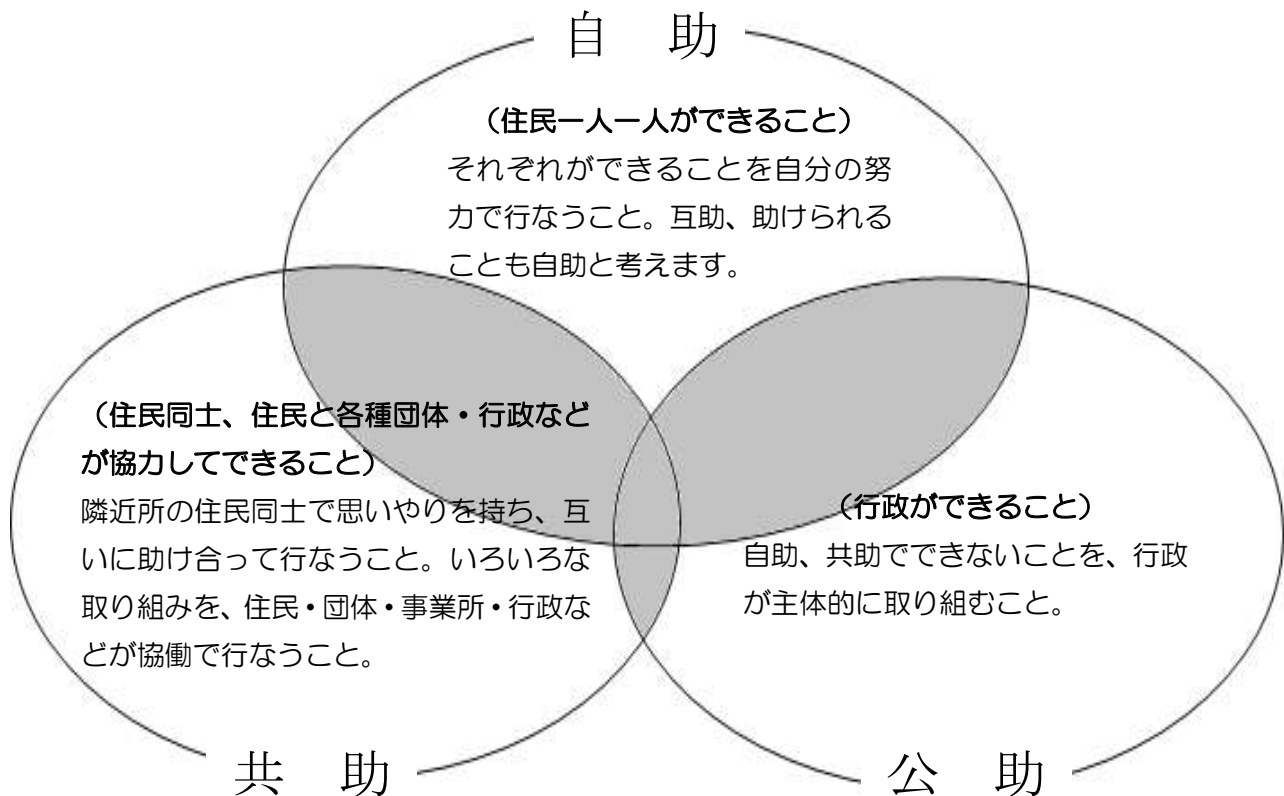 自　助
（住民一人一人ができること）
それぞれができることを自分の努
力で行なうこと。互助、助けられる
ことも自助と考えます。
（住民同士、住民と各種団体・行政など
が協力してできること）
隣近所の住民同士で思いやりを持ち、互
いに助け合って行なうこと。いろいろな
取り組みを、住民・団体・事業所・行政な
どが協働で行なうこと。
（行政ができること）
自助、共助でできないことを、行政
が主体的に取り組むこと。
共　助
公　助